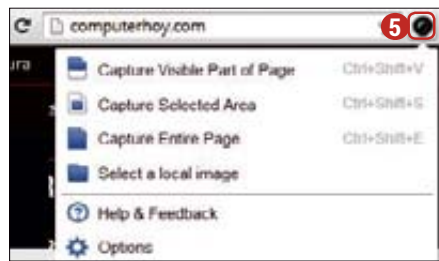 computerhoy.com
5
ura
Capture Visible Part of Page Ctrl+Shift+V
Capture Selected Area Ctrl+Shift+S
Capture Entire Page Ctrl+Shift+E
Select a local image
Help & Feedback
Options